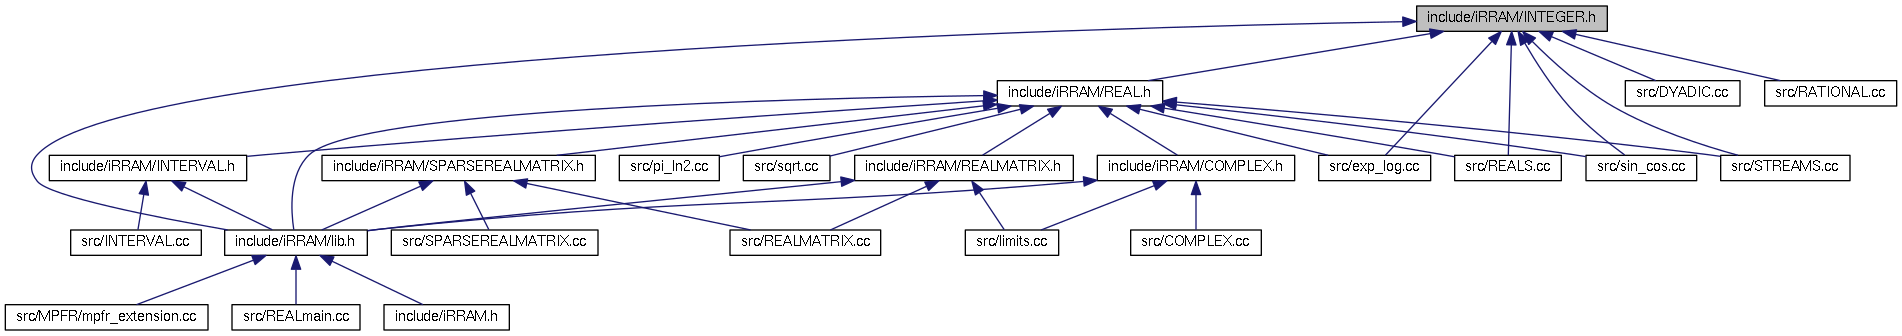 include/iRRAM/INTEGER.h
include/iRRAM/REAL.h
src/DYADIC.cc
src/RATIONAL.cc
include/iRRAM/INTERVAL.h
include/iRRAM/SPARSEREALMATRIX.h
src/pi_ln2.cc
src/sqrt.cc
include/iRRAM/REALMATRIX.h
include/iRRAM/COMPLEX.h
src/exp_log.cc
src/REALS.cc
src/sin_cos.cc
src/STREAMS.cc
src/INTERVAL.cc
include/iRRAM/lib.h
src/SPARSEREALMATRIX.cc
src/REALMATRIX.cc
src/limits.cc
src/COMPLEX.cc
src/MPFR/mpfr_extension.cc
src/REALmain.cc
include/iRRAM.h